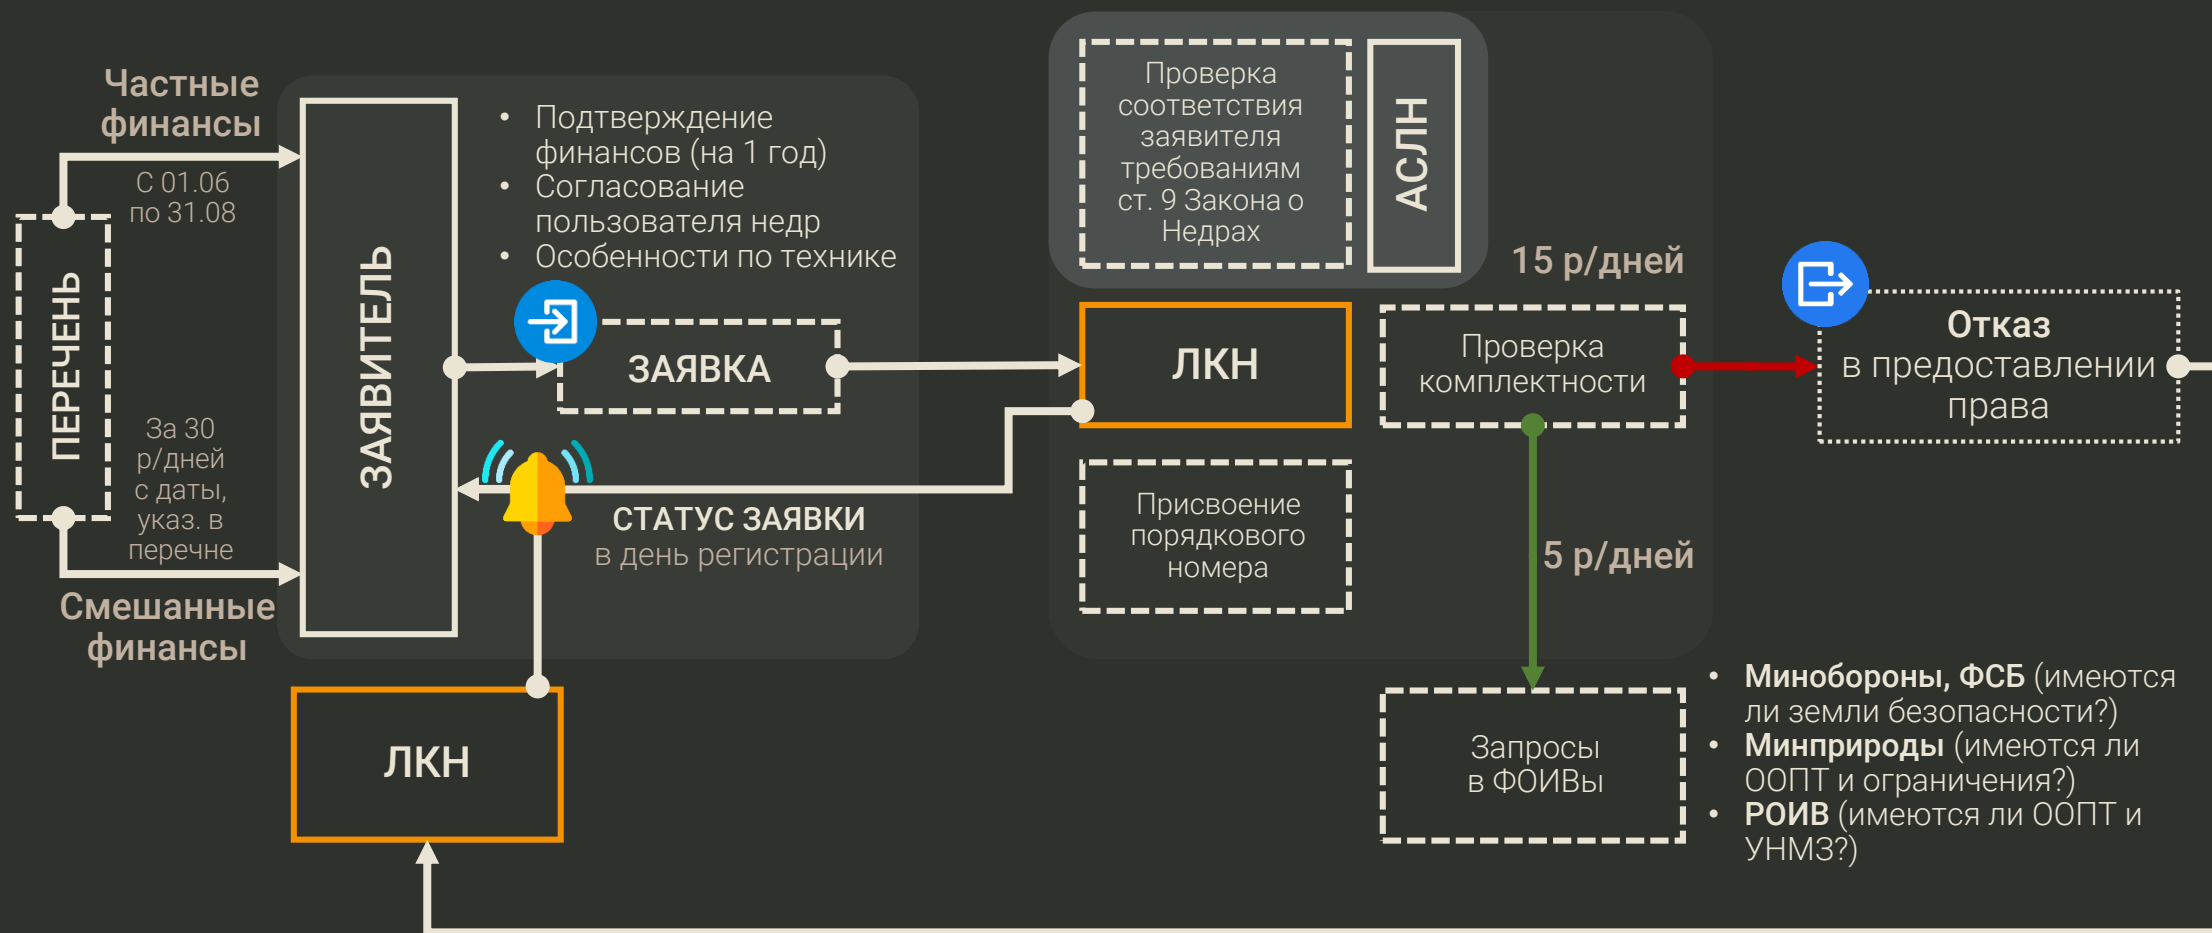 Частные
финансы
С 01.06
по 31.08
ПЕРЕЧЕНЬ
За 30
р/дней
с даты,
указ. в
перечне
Смешанные
финансы
ЗАЯВИТЕЛЬ
• Подтверждение
финансов (на 1 год)
• Согласование
пользователя недр
• Особенности по технике
ЗАЯВКА
СТАТУС ЗАЯВКИ
в день регистрации
ЛКН
Проверка
соответствия
заявителя
требованиям
ст. 9 Закона о
Недрах
АСЛН
ЛКН
Присвоение
порядкового
номера
15 р/дней
Проверка
комплектности
5 р/дней
Отказ
в предоставлении
права
Запросы
в ФОИВы
• Минобороны, ФСБ (имеются
ли земли безопасности?)
• Минприроды (имеются ли
ООПТ и ограничения?)
• РОИВ (имеются ли ООПТ и
УНМЗ?)